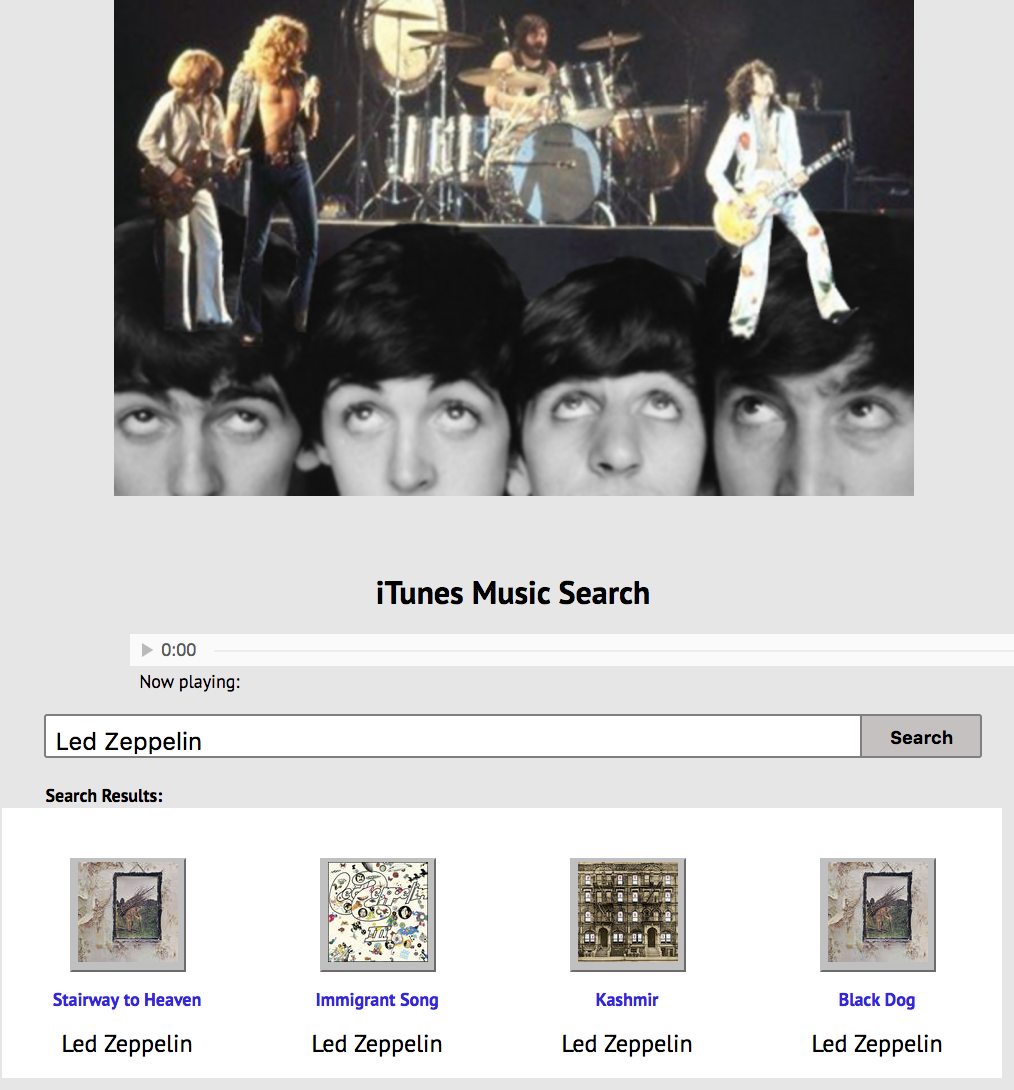 iTunes Music Search
0:00
Now playing:
Led Zeppelin
Search
Search Results:
Stairway to Heaven
Immigrant Song
Kashmir
Black Dog
Led Zeppelin
Led Zeppelin
Led Zeppelin
Led Zeppelin